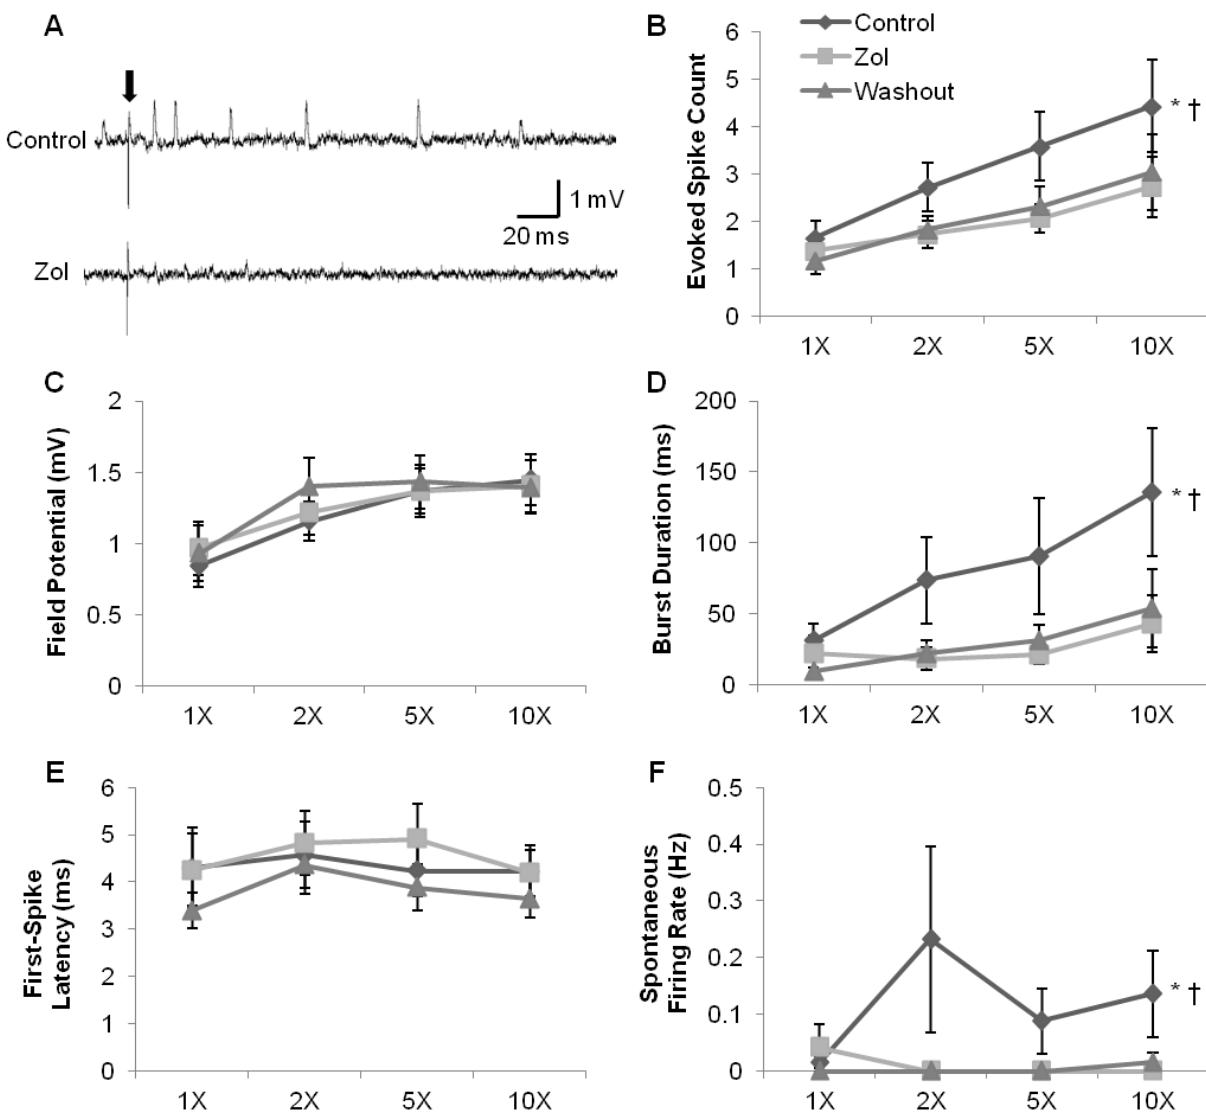 A
Control
1 mV
20 ms
Zol
B
Control
Zol
Washout
Evoked Spike Count
6
5
4
3
2
1
0
* †
1X 2X 5X 10X
C
Field Potential (mV)
2
1.5
1
0.5
0
1X 2X 5X 10X
D
Burst Duration (ms)
200
150
100
50
0
* †
1X 2X 5X 10X
E
First-Spike
Latency (ms)
6
5
4
3
2
1
0
1X 2X 5X 10X
F
Spontaneous
Firing Rate (Hz)
0.5
0.4
0.3
0.2
0.1
0
* †
1X 2X 5X 10X